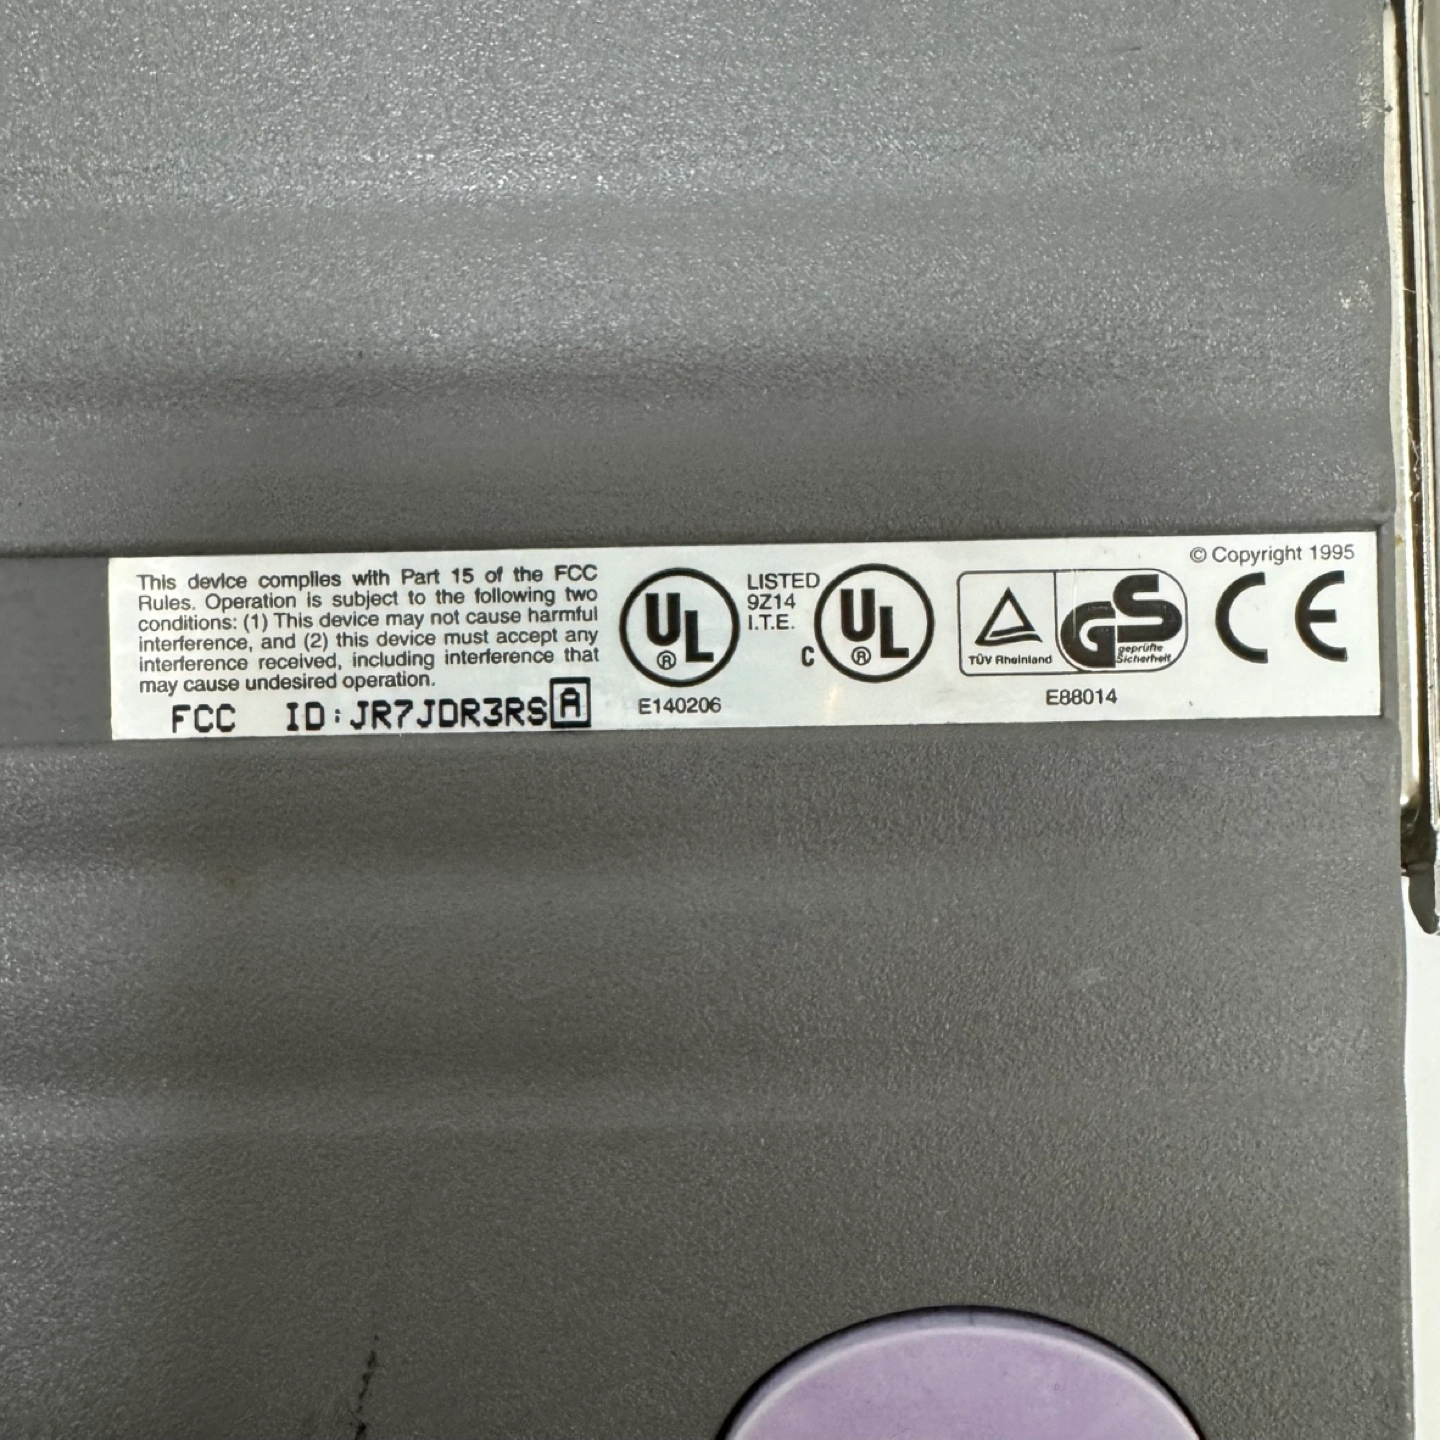 This device complies with Part 15 of the FCC
Rules. Operation is subject to the following two
conditions: (1) This device may not cause harmful
interference, and (2) this device must accept any
interference received, including interference that
may cause undesired operation.
FCC ID:JR7JDR3RSA
UL ®
E140206
LISTED
9Z14
I.T.E.
C UL ®
TÜV Rheinland
GS
geprüfte
Sicherheit
E88014
© Copyright 1995
CE